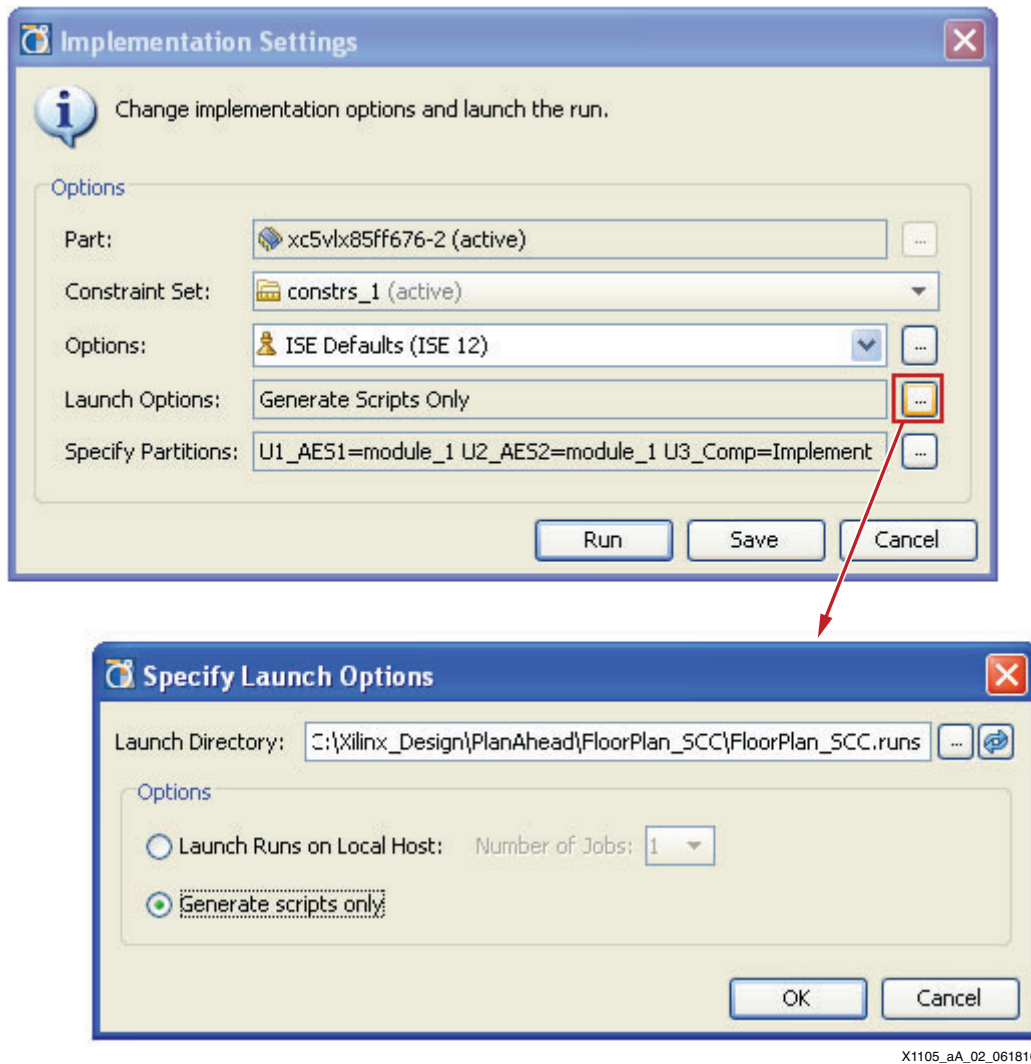 Implementation Settings
Change implementation options and launch the run.
Options
Part: xc5vlx85ff676-2 (active) ...
Constraint Set: constrs_1 (active)
Options: ISE Defaults (ISE 12) ...
Launch Options: Generate Scripts Only ...
Specify Partitions: U1_AES1=module_1 U2_AES2=module_1 U3_Comp=Implement ...
Run Save Cancel
Specify Launch Options
Launch Directory: C:\Xilinx_Design\PlanAhead\FloorPlan_SCC\FloorPlan_SCC.runs ...
Options
Launch Runs on Local Host: Number of Jobs: 1
Generate scripts only
OK Cancel
X1105_aA_02_06181